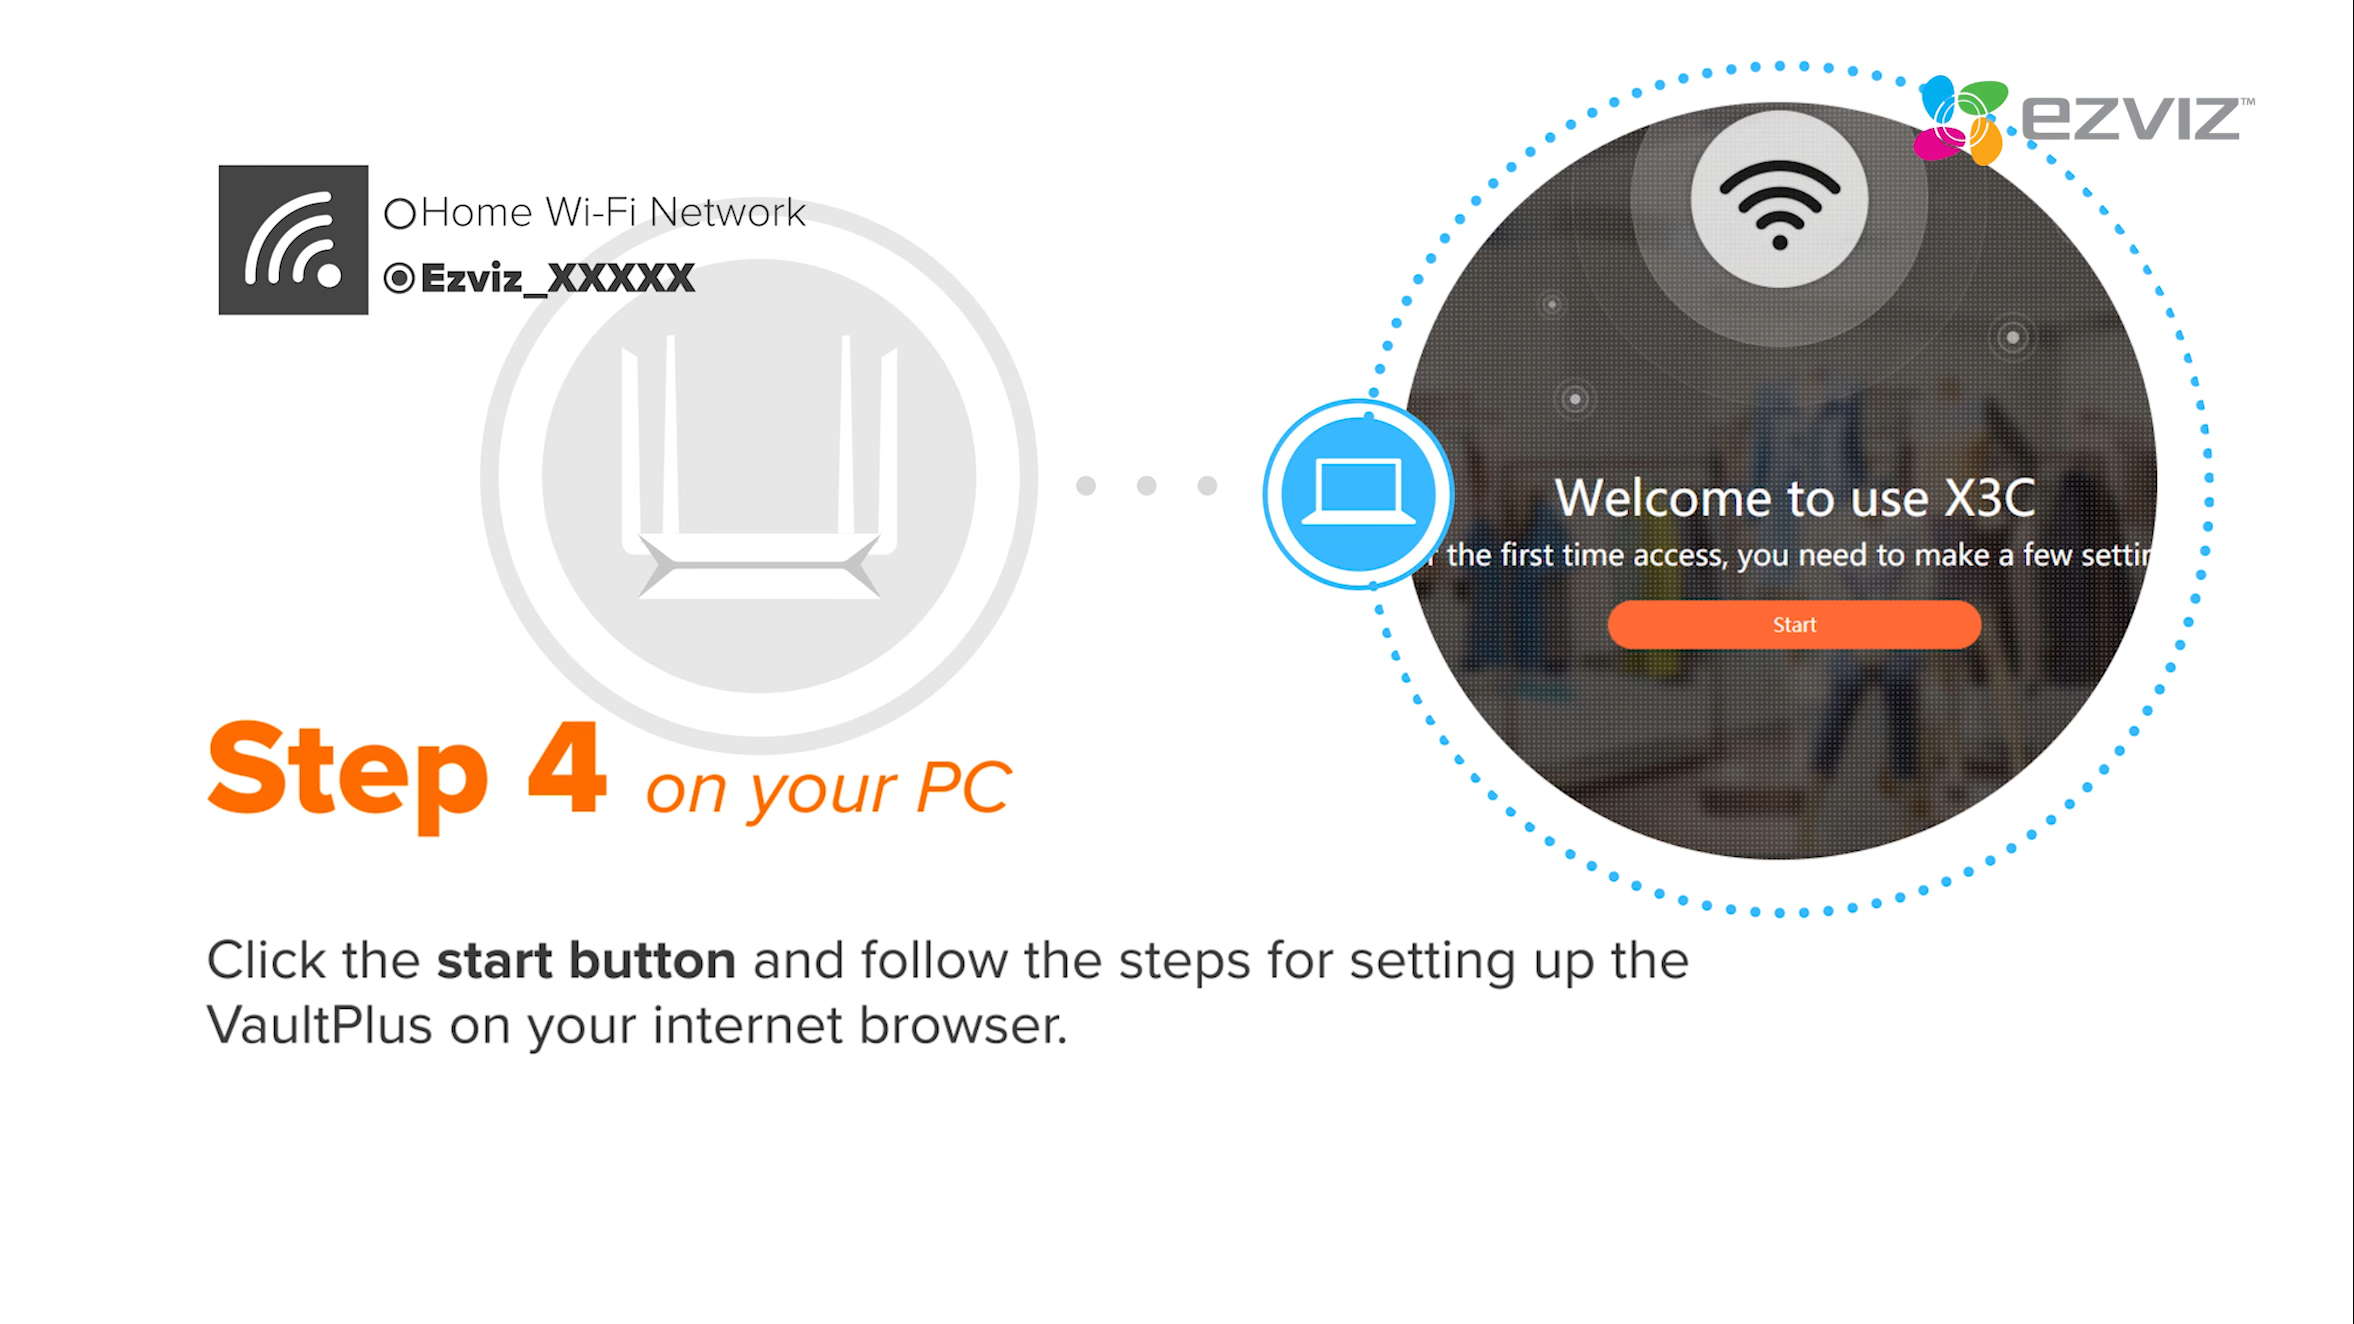 ezviz™
Home Wi-Fi Network
Ezviz_XXXXX
Welcome to use X3C
the first time access, you need to make a few
Start
Step 4 on your PC
Click the start button and follow the steps for setting up the
VaultPlus on your internet browser.